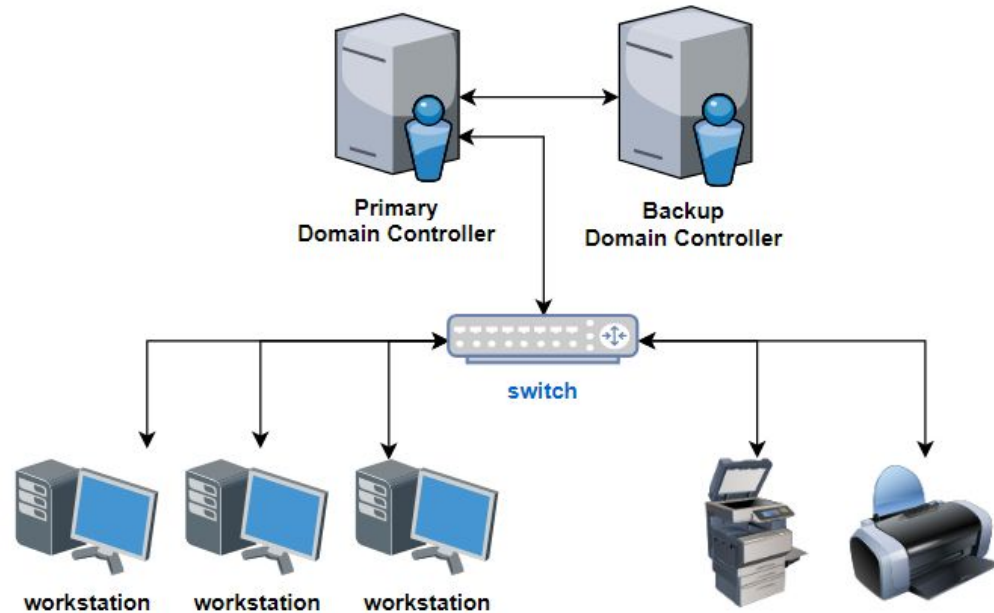 Primary
Domain Controller
Backup
Domain Controller
switch
workstation
workstation
workstation